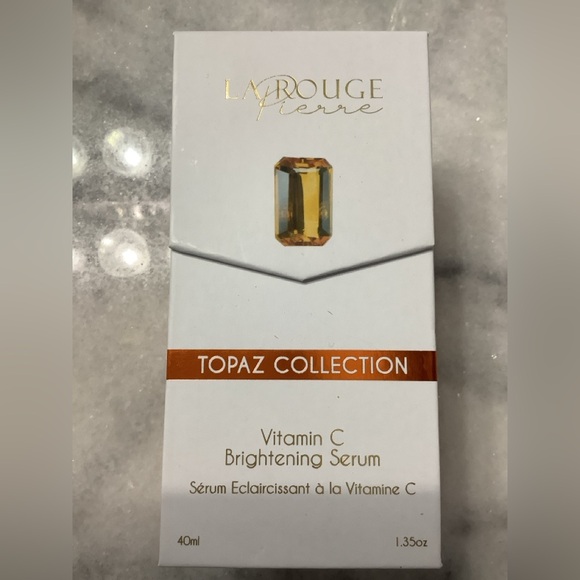 LA ROUGE
Pierre
TOPAZ COLLECTION
Vitamin C
Brightening Serum
Sérum Eclaircissant à la Vitamine C
40ml 1.35oz